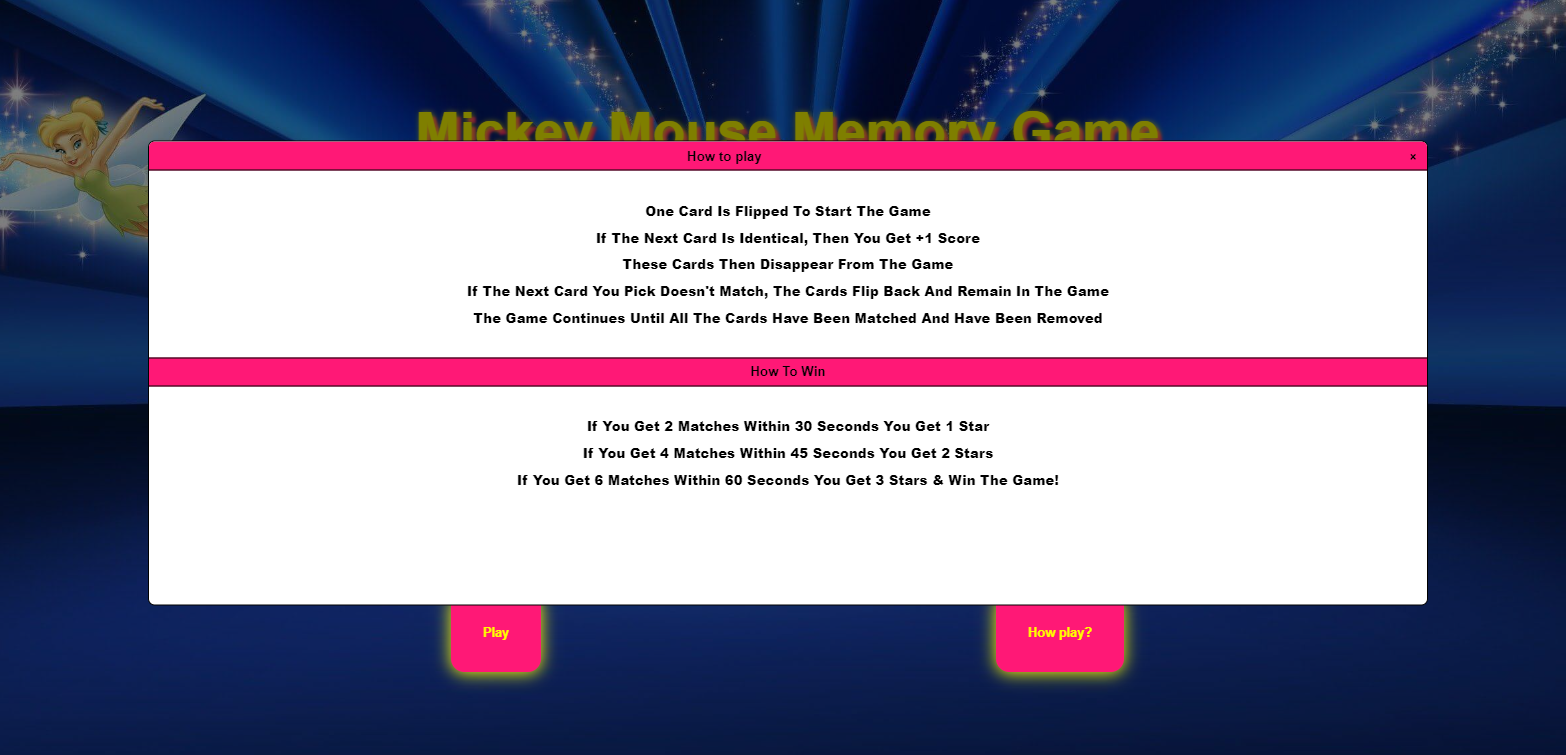 Mickey Mouse Memory Game
How to play ×
One Card Is Flipped To Start The Game
If The Next Card Is Identical, Then You Get +1 Score
These Cards Then Disappear From The Game
If The Next Card You Pick Doesn't Match, The Cards Flip Back And Remain In The Game
The Game Continues Until All The Cards Have Been Matched And Have Been Removed
How To Win
If You Get 2 Matches Within 30 Seconds You Get 1 Star
If You Get 4 Matches Within 45 Seconds You Get 2 Stars
If You Get 6 Matches Within 60 Seconds You Get 3 Stars & Win The Game!
Play
How play?